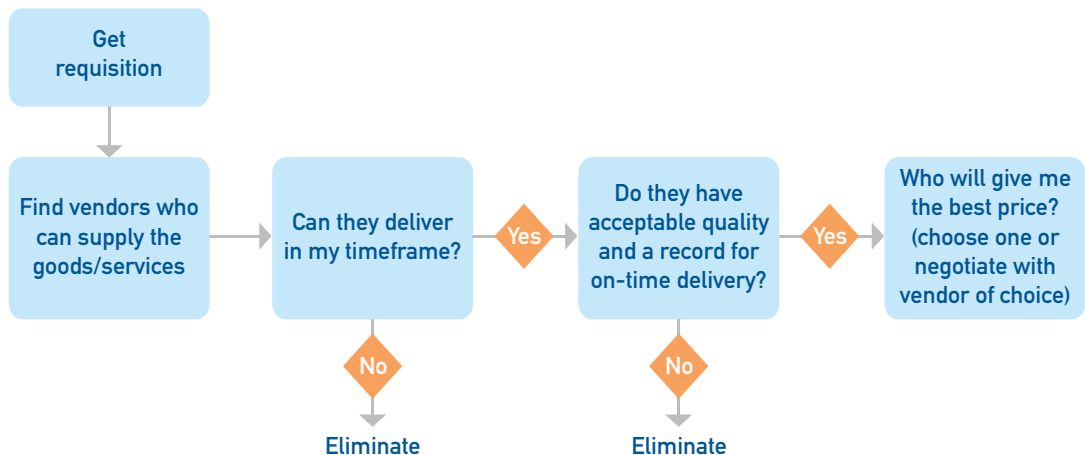 Get
requisition
Find vendors who
can supply the
goods/services
Can they deliver
in my timeframe?
Yes
Do they have
acceptable quality
and a record for
on-time delivery?
Yes
Who will give me
the best price?
(choose one or
negotiate with
vendor of choice)
No
No
Eliminate
Eliminate